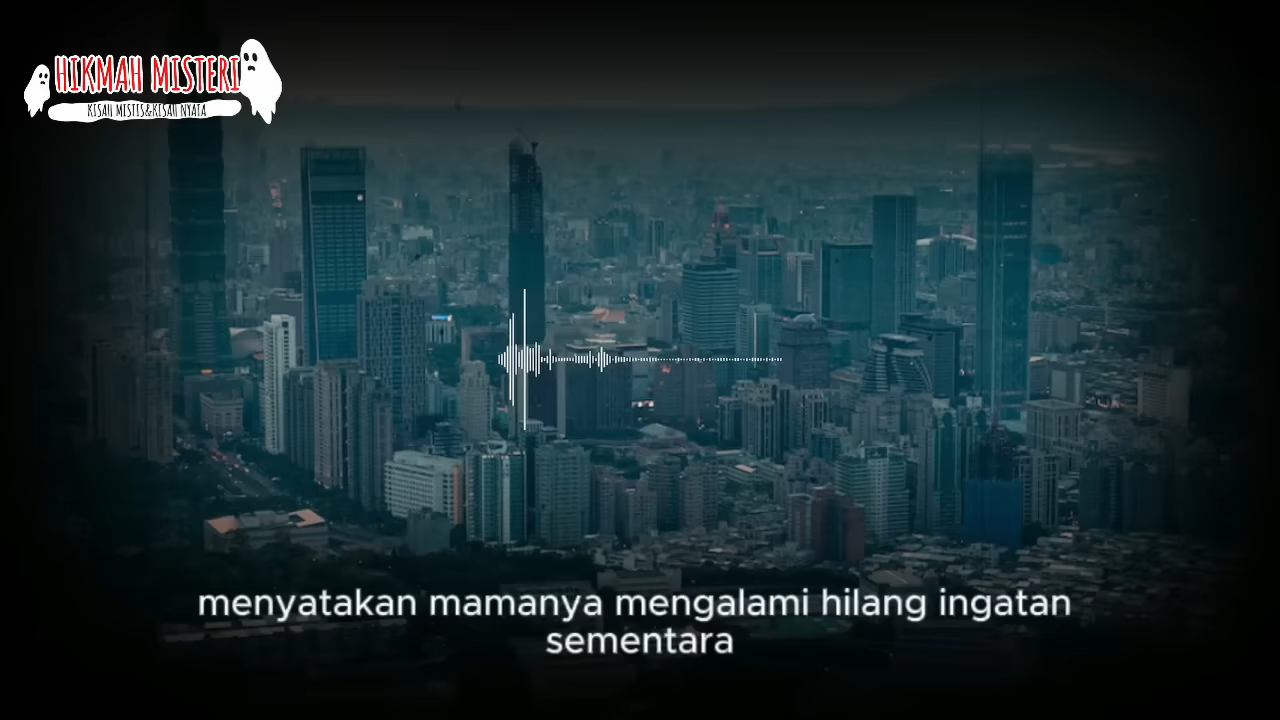 HIKMAH MISTERI
KISAH MISTIS&KISAH NYATA
menyatakan mamanya mengalami hilang ingatan
sementara